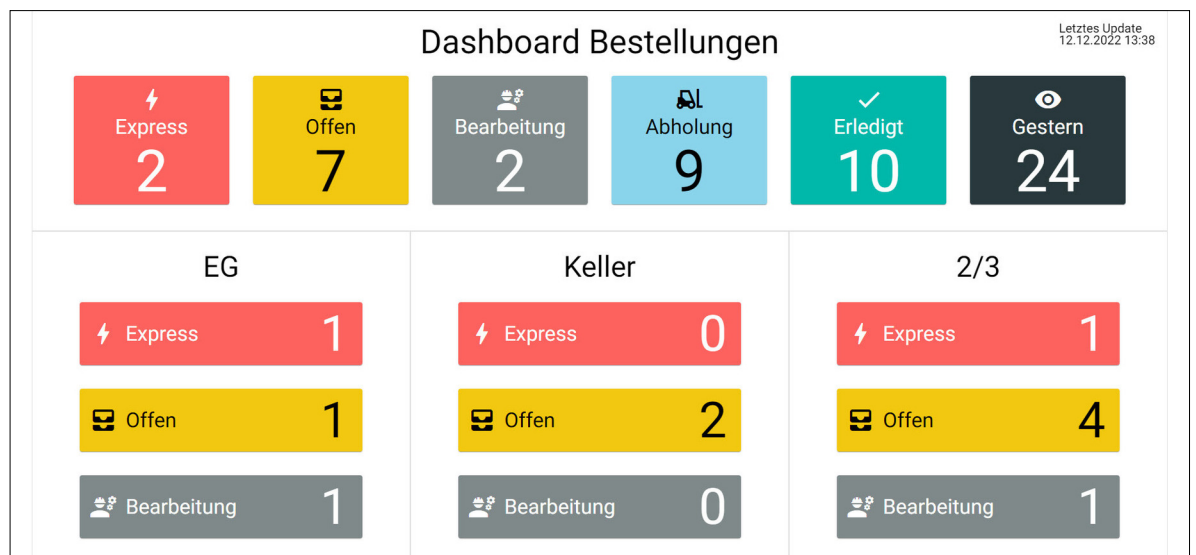 Dashboard Bestellungen
Letztes Update
12.12.2022 13:38
Express
2
Offen
7
Bearbeitung
2
Abholung
9
Erledigt
10
Gestern
24
EG
Express 1
Offen 1
Bearbeitung 1
Keller
Express 0
Offen 2
Bearbeitung 0
2/3
Express 1
Offen 4
Bearbeitung 1